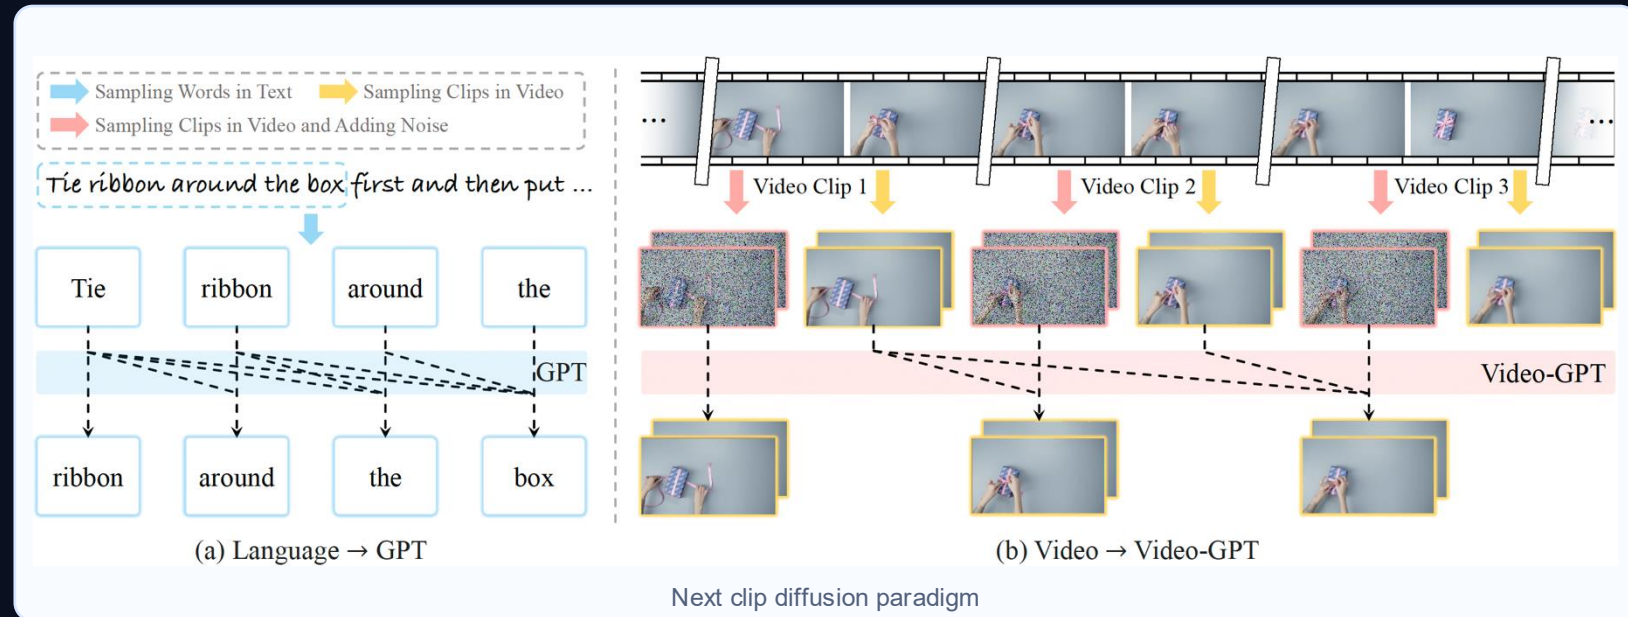 Sampling Words in Text
Sampling Clips in Video
Sampling Clips in Video and Adding Noise
Tie ribbon around the box first and then put ...
Tie
ribbon
around
the
GPT
ribbon
around
the
box
(a) Language → GPT
...
...
Video Clip 1
Video Clip 2
Video Clip 3
Video-GPT
(b) Video → Video-GPT
Next clip diffusion paradigm